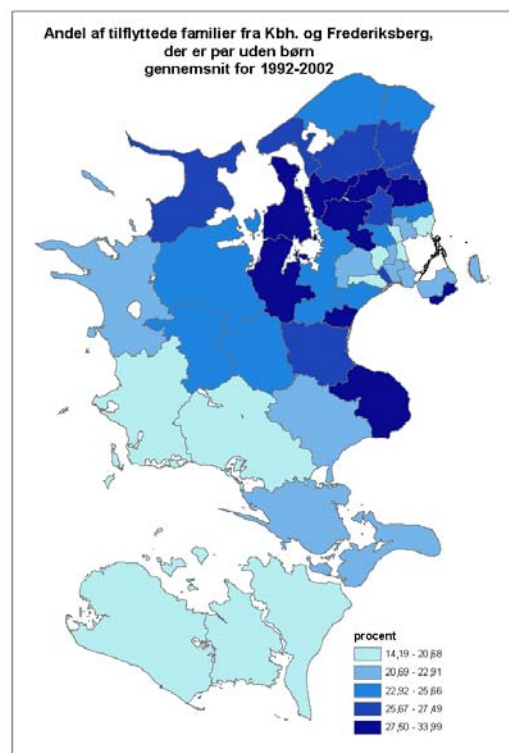 Andel af tilflyttede familier fra Kbh. og Frederiksberg,
der er par uden børn
gennemsnit for 1992-2002
procent
14,19 - 20,68
20,69 - 22,91
22,92 - 25,66
25,67 - 27,49
27,50 - 33,99